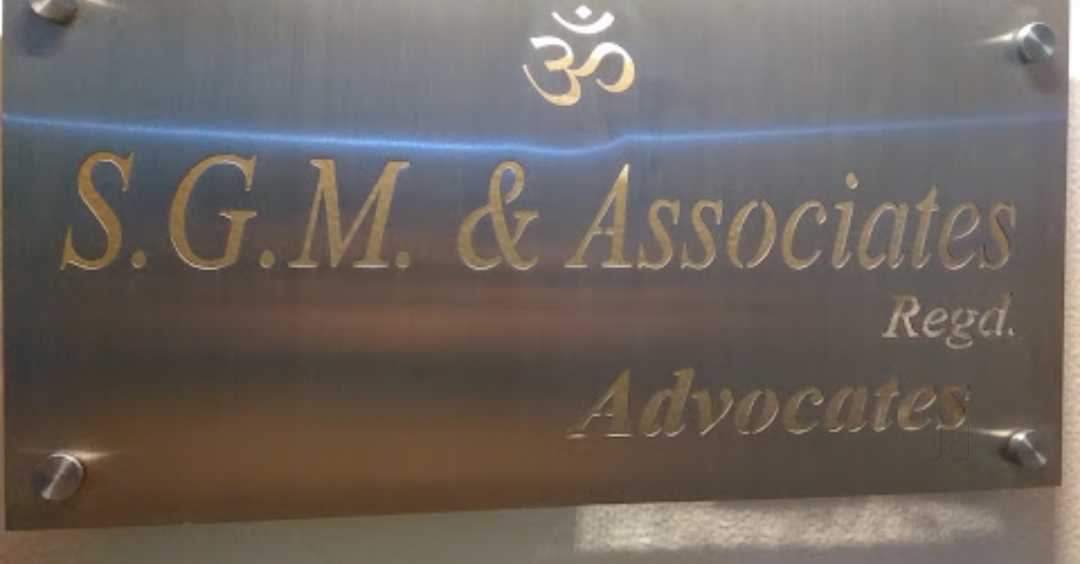 ॐ
S.G.M. & Associates
Regd.
Advocates